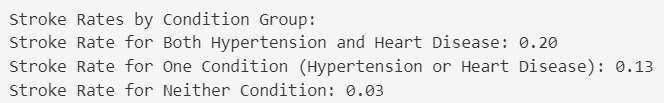 Stroke Rates by Condition Group:
Stroke Rate for Both Hypertension and Heart Disease: 0.20
Stroke Rate for One Condition (Hypertension or Heart Disease): 0.13
Stroke Rate for Neither Condition: 0.03